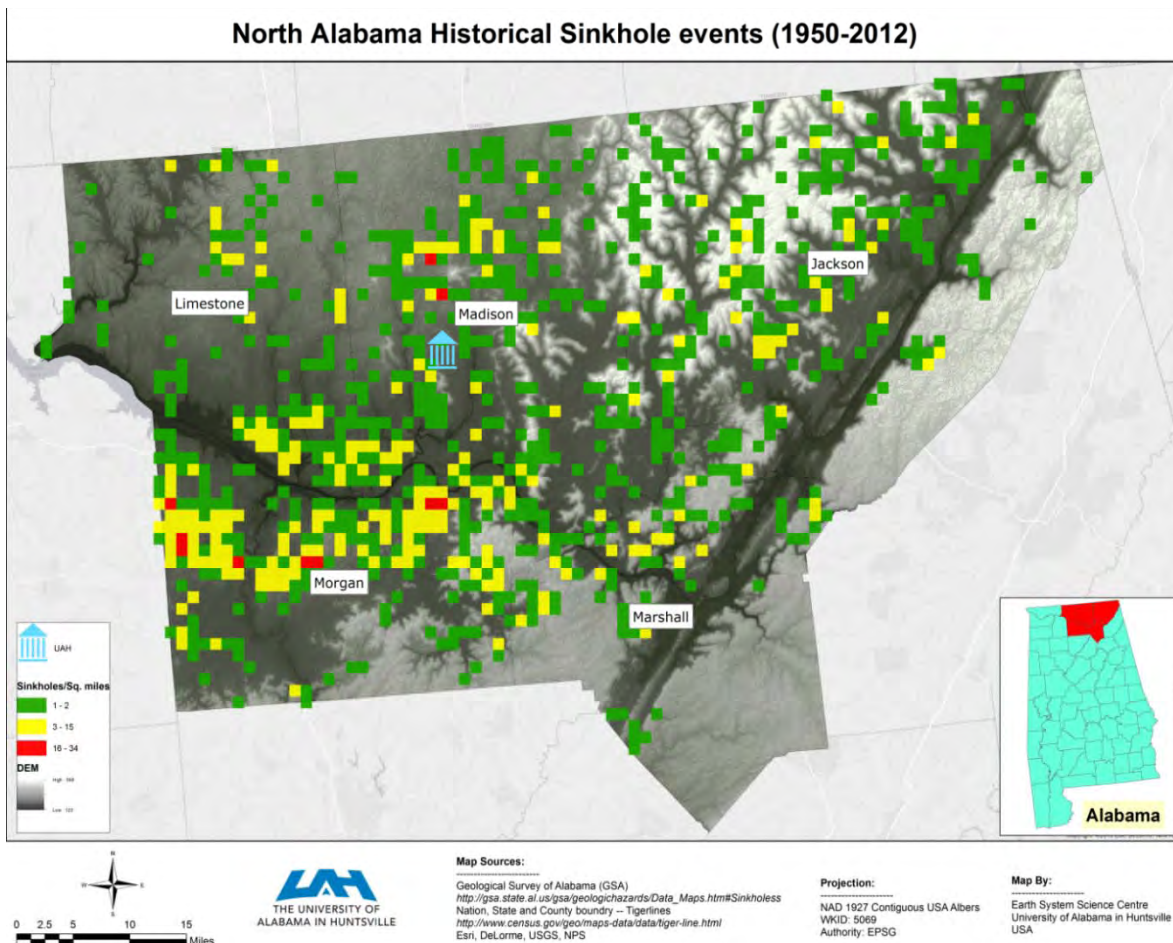 North Alabama Historical Sinkhole events (1950-2012)
Jackson
Limestone
Madison
Morgan
Marshall
UAH
Sinkholes/Sq. miles
1 - 2
3 - 15
16 - 34
DEM
Alabama
N
W
E
S
0 2.5 5 10 15
Miles
UAH
THE UNIVERSITY OF
ALABAMA IN HUNTSVILLE
Map Sources:
Geological Survey of Alabama (GSA)
http://gsa.state.al.us/gsa/geologichazards/Data_Maps.htm#Sinkholess
Nation, State and County boundry -- Tigerlines
http://www.census.gov/geo/maps-data/data/tiger-line.html
Esri, DeLorme, USGS, NPS
Projection:
NAD 1927 Contiguous USA Albers
WKID: 5069
Authority: EPSG
Map By:
Earth System Science Centre
University of Alabama in Huntsville
USA